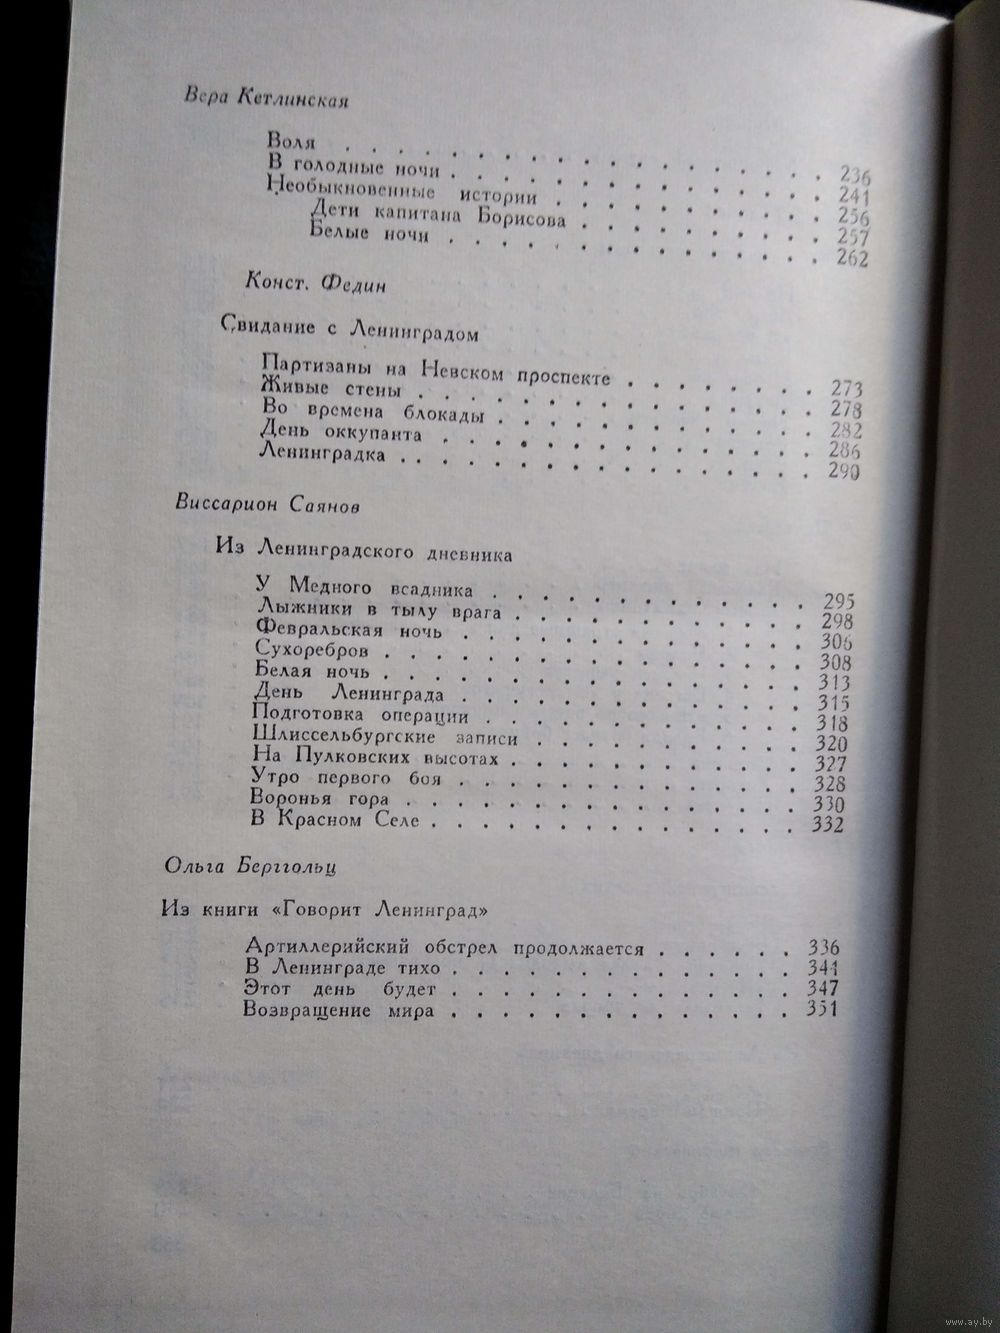 Вера Кетлинская
Воля . . . . . . . . . . . . . . . . . . . 236
В голодные ночи . . . . . . . . . . . . . . . 241
Необыкновенные истории . . . . . . . . . . . 256
Дети капитана Борисова . . . . . . . . . . 257
Белые ночи . . . . . . . . . . . . . . . 262
Конст. Федин
Свидание с Ленинградом
Партизаны на Невском проспекте . . . . . . . . 273
Живые стены . . . . . . . . . . . . . . . . 278
Во времена блокады . . . . . . . . . . . . . 282
День оккупанта . . . . . . . . . . . . . . . 286
Ленинградка . . . . . . . . . . . . . . . . 290
Виссарион Саянов
Из Ленинградского дневника
У Медного всадника . . . . . . . . . . . . . 295
Лыжники в тылу врага . . . . . . . . . . . . 298
Февральская ночь . . . . . . . . . . . . . . 306
Сухоребров . . . . . . . . . . . . . . . . . 308
Белая ночь . . . . . . . . . . . . . . . . . 313
День Ленинграда . . . . . . . . . . . . . . 315
Подготовка операции . . . . . . . . . . . . . 318
Шлиссельбургские записи . . . . . . . . . . . 320
На Пулковских высотах . . . . . . . . . . . . 327
Утро первого боя . . . . . . . . . . . . . . 328
Воронья гора . . . . . . . . . . . . . . . . 330
В Красном Селе . . . . . . . . . . . . . . . 332
Ольга Берггольц
Из книги «Говорит Ленинград»
Артиллерийский обстрел продолжается . . . . . . 336
В Ленинграде тихо . . . . . . . . . . . . . . 341
Этот день будет . . . . . . . . . . . . . . 347
Возвращение мира . . . . . . . . . . . . . . 351
www.ay.by